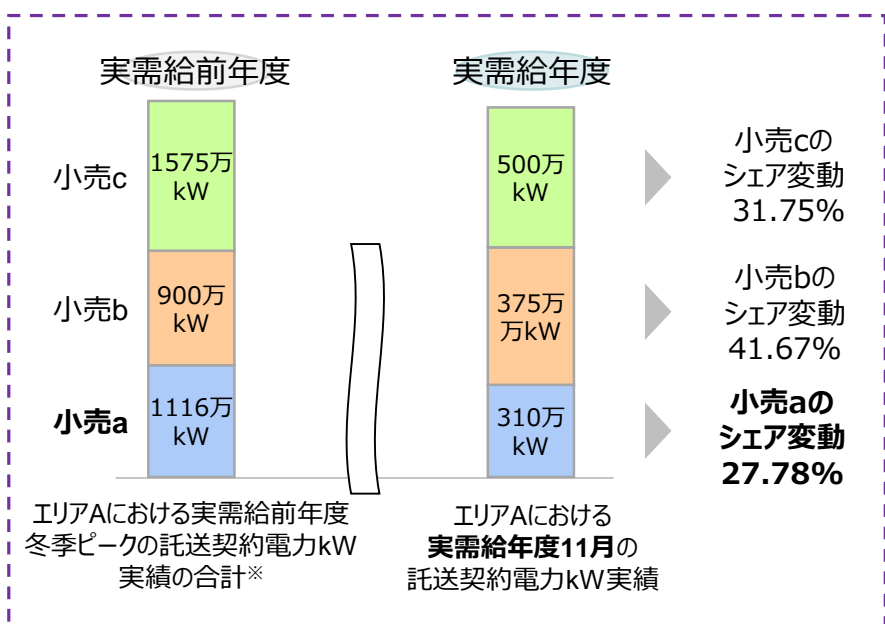 実需給前年度
実需給年度
小売c
1575万
kW
500万
kW
小売cの
シェア変動
31.75%
小売b
900万
kW
375万
万kW
小売bの
シェア変動
41.67%
小売a
1116万
kW
310万
kW
小売aの
シェア変動
27.78%
エリアAにおける実需給前年度
冬季ピークの託送契約電力kW
実績の合計※
エリアAにおける
実需給年度11月の
託送契約電力kW実績